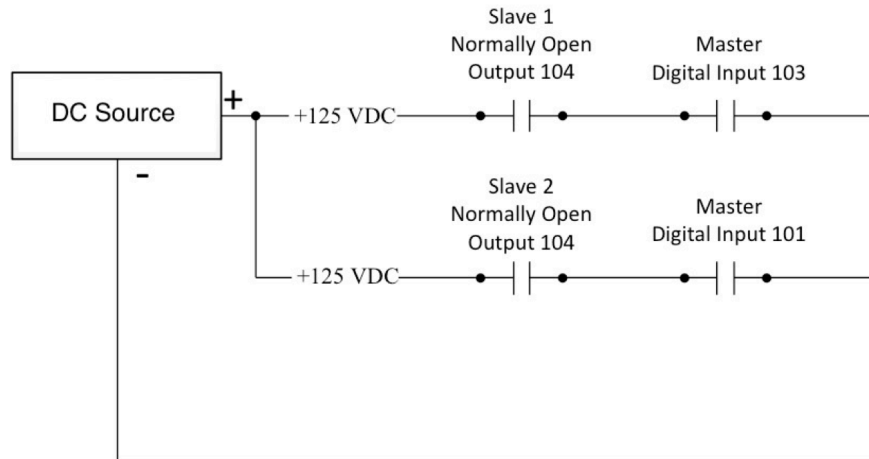 Slave 1
Normally Open
Output 104
Master
Digital Input 103
DC Source
+
+125 VDC
-
Slave 2
Normally Open
Output 104
Master
Digital Input 101
+125 VDC